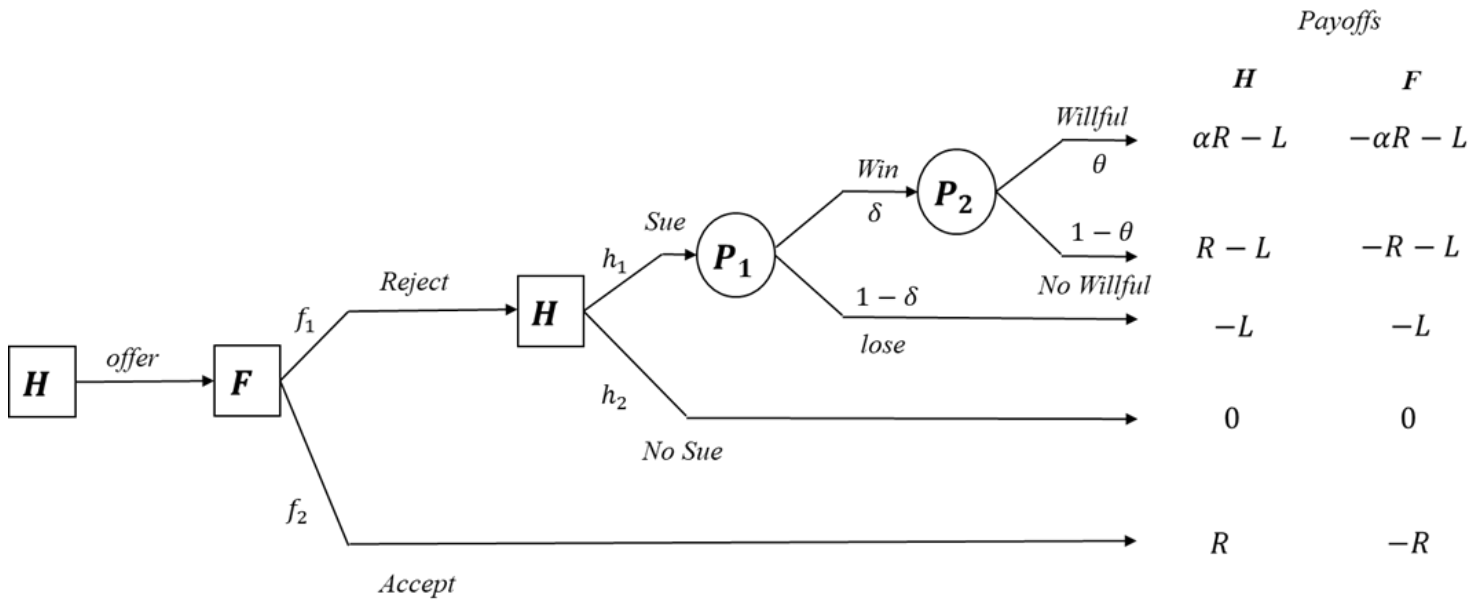 Payoffs
H F
Willful
αR − L −αR − L
θ
Win
δ
P₂
Sue
h₁
P₁
1 − θ
R − L −R − L
No Willful
Reject
f₁
H
1 − δ
−L −L
lose
H
offer
F
h₂
0 0
No Sue
f₂
R −R
Accept